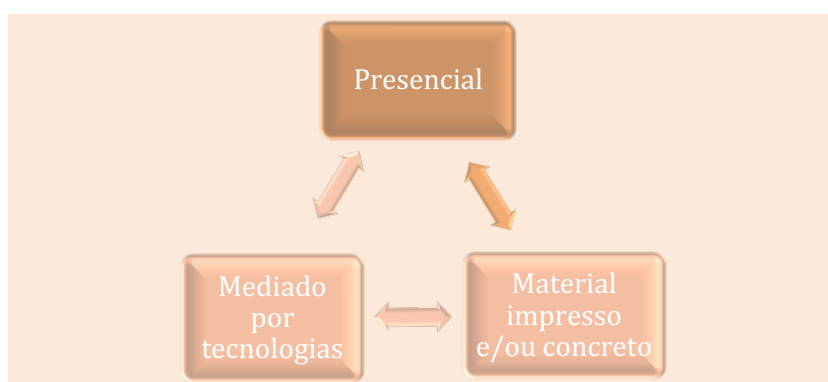 Presencial
Mediado
por
tecnologias
Material
impresso
e/ou concreto